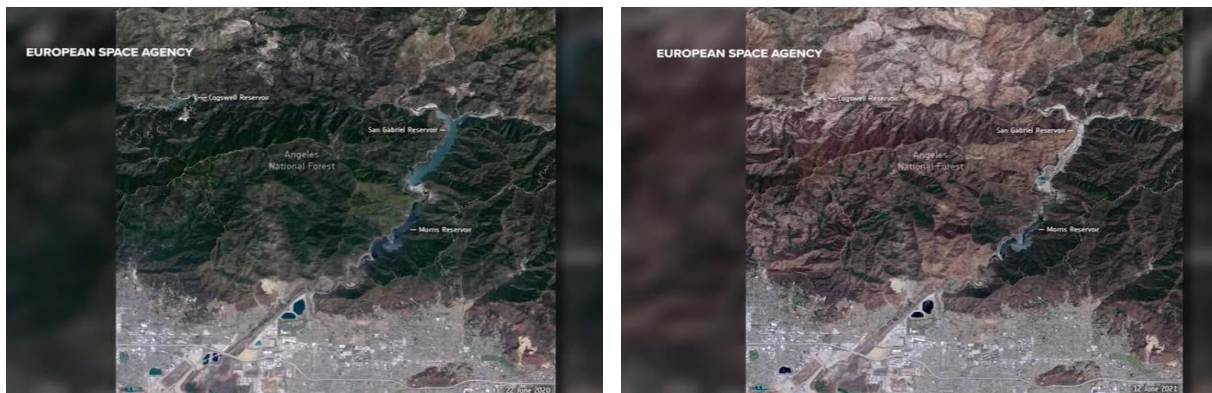 EUROPEAN SPACE AGENCY
Cogswell Reservoir
San Gabriel Reservoir
Angeles
National Forest
Morris Reservoir
22 June 2020
EUROPEAN SPACE AGENCY
Cogswell Reservoir
San Gabriel Reservoir
Angeles
National Forest
Morris Reservoir
12 June 2021